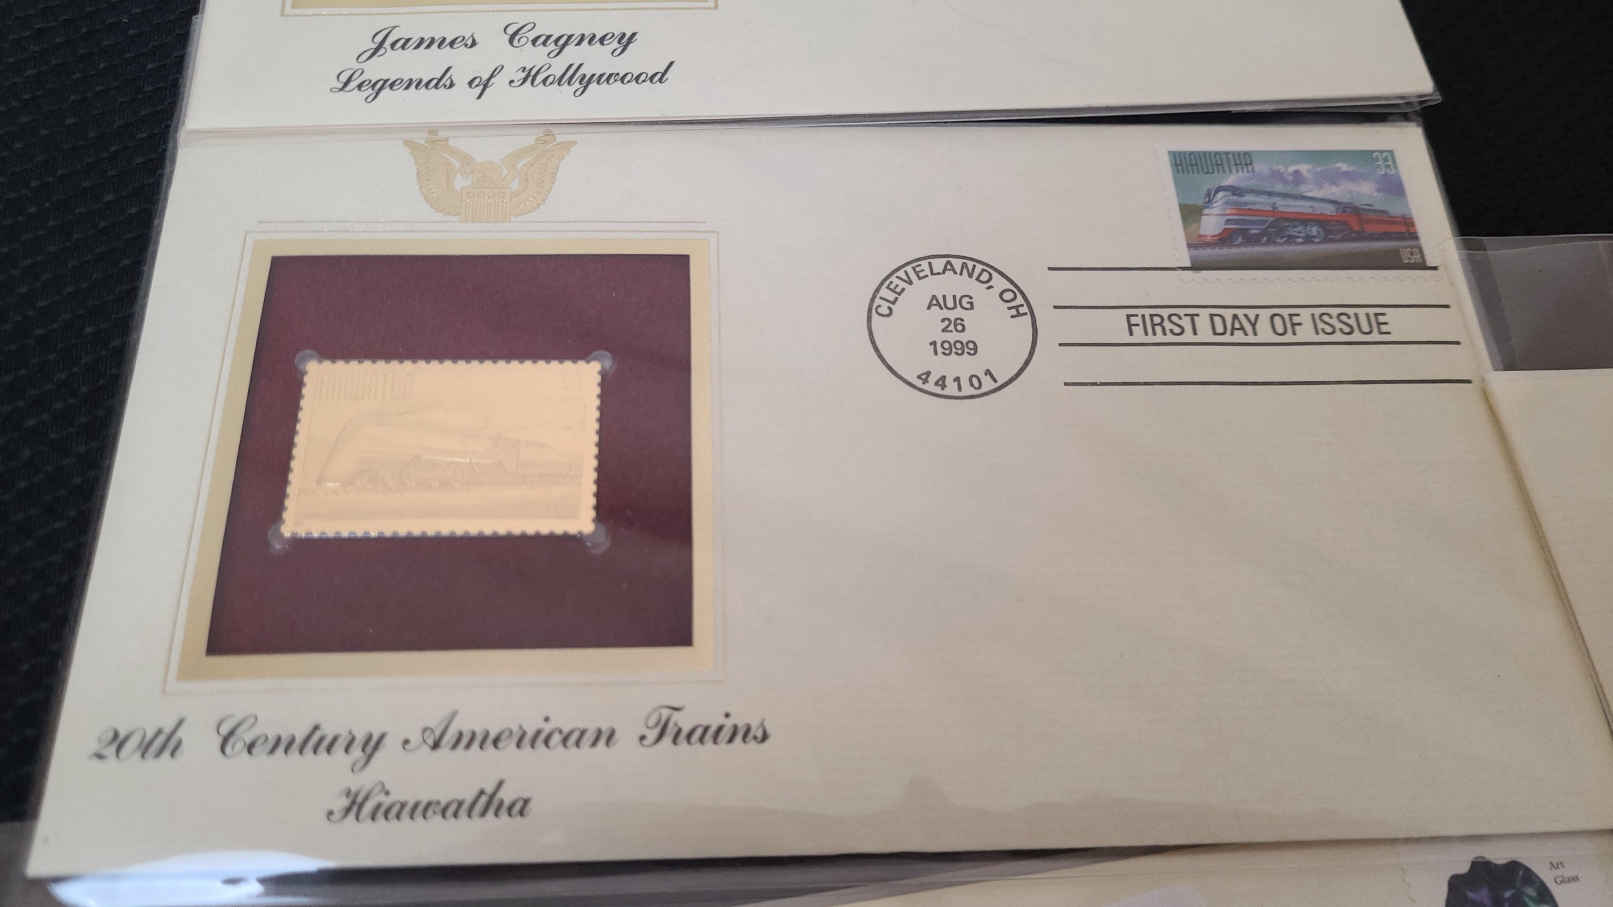 James Cagney
Legends of Hollywood
HIAWATHA 33
USA
CLEVELAND, OH
AUG
26
1999
44101
FIRST DAY OF ISSUE
HIAWATHA
20th Century American Trains
Hiawatha
Art
Glass